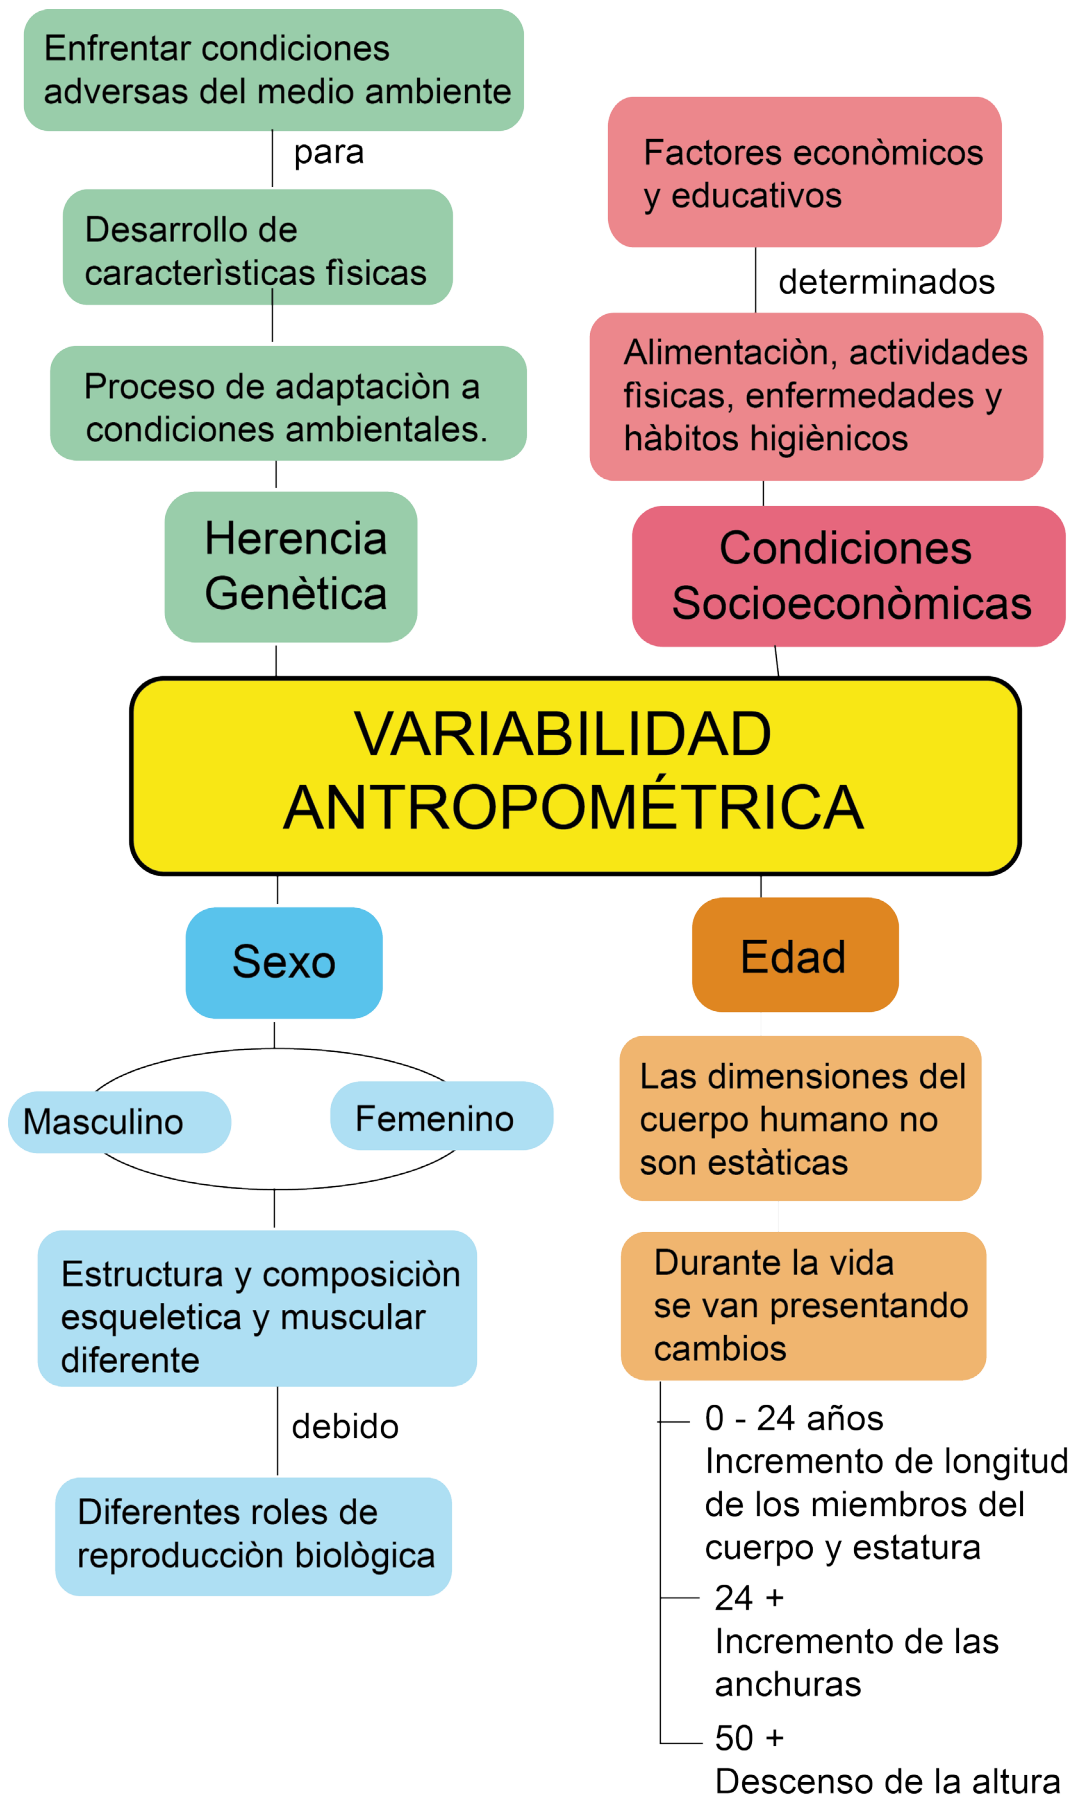 Enfrentar condiciones
adversas del medio ambiente
para
Desarrollo de
caracterìsticas fìsicas
Proceso de adaptaciòn a
condiciones ambientales.
Herencia
Genètica
Factores econòmicos
y educativos
determinados
Alimentaciòn, actividades
fìsicas, enfermedades y
hàbitos higiènicos
Condiciones
Socioeconòmicas
VARIABILIDAD
ANTROPOMÉTRICA
Sexo
Masculino
Femenino
Estructura y composiciòn
esqueletica y muscular
diferente
debido
Diferentes roles de
reproducciòn biològica
Edad
Las dimensiones del
cuerpo humano no
son estàticas
Durante la vida
se van presentando
cambios
0 - 24 años
Incremento de longitud
de los miembros del
cuerpo y estatura
24 +
Incremento de las
anchuras
50 +
Descenso de la altura